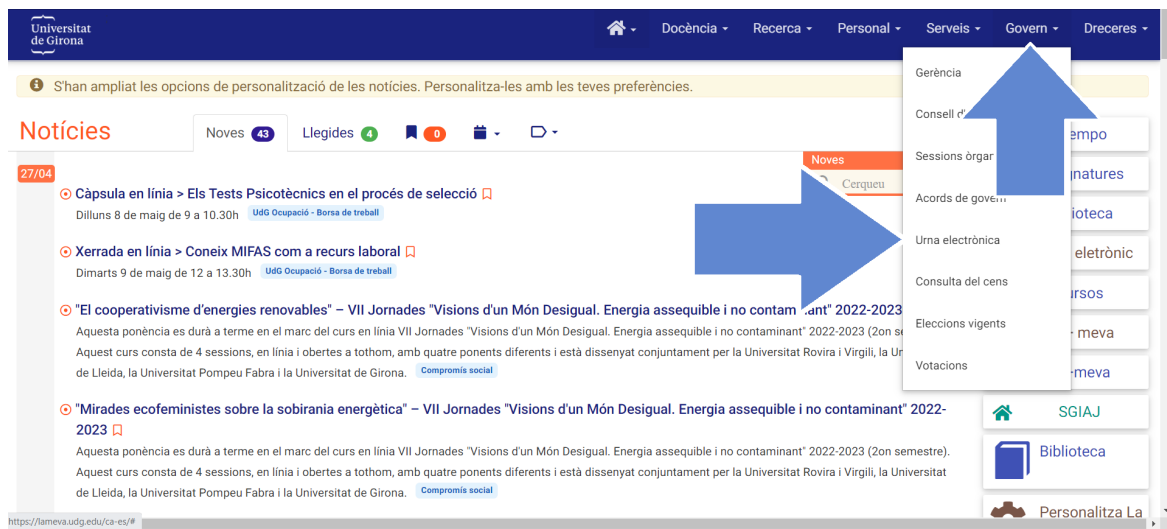 Universitat
de Girona
Docència
Recerca
Personal
Serveis
Govern
Dreceres
S'han ampliat les opcions de personalització de les notícies. Personalitza-les amb les teves preferències.
Notícies
Noves 43
Llegides 4
0
Gerència
Consell d'
Sessions òrgan
Acords de govern
Urna electrònica
Consulta del cens
Eleccions vigents
Votacions
27/04
Noves
Cerqueu
Càpsula en línia > Els Tests Psicotècnics en el procés de selecció
Dilluns 8 de maig de 9 a 10.30h UdG Ocupació - Borsa de treball
Xerrada en línia > Coneix MIFAS com a recurs laboral
Dimarts 9 de maig de 12 a 13.30h UdG Ocupació - Borsa de treball
"El cooperativisme d'energies renovables" – VII Jornades "Visions d'un Món Desigual. Energia assequible i no contaminant" 2022-2023
Aquesta ponència es durà a terme en el marc del curs en línia VII Jornades "Visions d'un Món Desigual. Energia assequible i no contaminant" 2022-2023 (2on se
Aquest curs consta de 4 sessions, en línia i obertes a tothom, amb quatre ponents diferents i està dissenyat conjuntament per la Universitat Rovira i Virgili, la Un
de Lleida, la Universitat Pompeu Fabra i la Universitat de Girona. Compromís social
"Mirades ecofeministes sobre la sobirania energètica" – VII Jornades "Visions d'un Món Desigual. Energia assequible i no contaminant" 2022-
2023
Aquesta ponència es durà a terme en el marc del curs en línia VII Jornades "Visions d'un Món Desigual. Energia assequible i no contaminant" 2022-2023 (2on semestre).
Aquest curs consta de 4 sessions, en línia i obertes a tothom, amb quatre ponents diferents i està dissenyat conjuntament per la Universitat Rovira i Virgili, la Universitat
de Lleida, la Universitat Pompeu Fabra i la Universitat de Girona. Compromís social
empo
natures
ioteca
eletrònic
ursos
meva
-meva
SGIAJ
Biblioteca
Personalitza La
https://lameva.udg.edu/ca-es/#